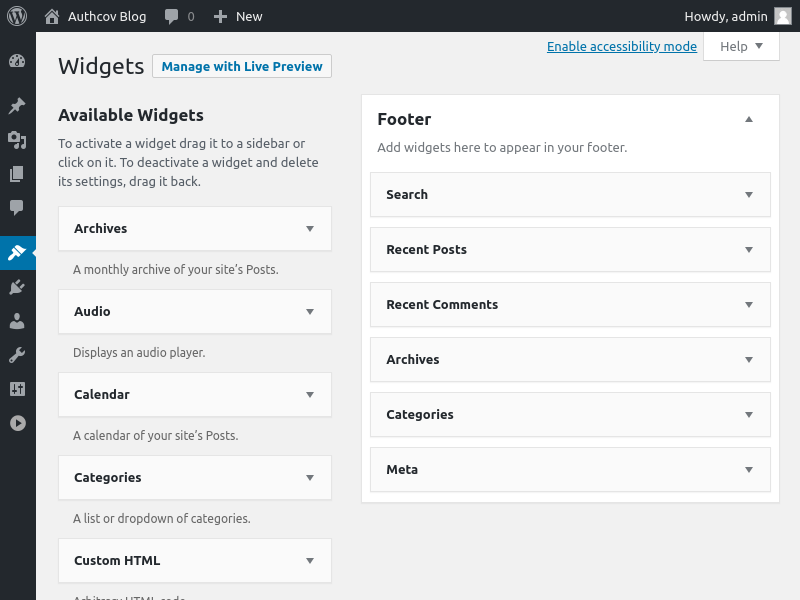 Authcov Blog 0 New Howdy, admin
Enable accessibility mode Help
Widgets Manage with Live Preview
Available Widgets
To activate a widget drag it to a sidebar or
click on it. To deactivate a widget and delete
its settings, drag it back.
Archives
A monthly archive of your site's Posts.
Audio
Displays an audio player.
Calendar
A calendar of your site's Posts.
Categories
A list or dropdown of categories.
Custom HTML
Arbitrary HTML code.
Footer
Add widgets here to appear in your footer.
Search
Recent Posts
Recent Comments
Archives
Categories
Meta